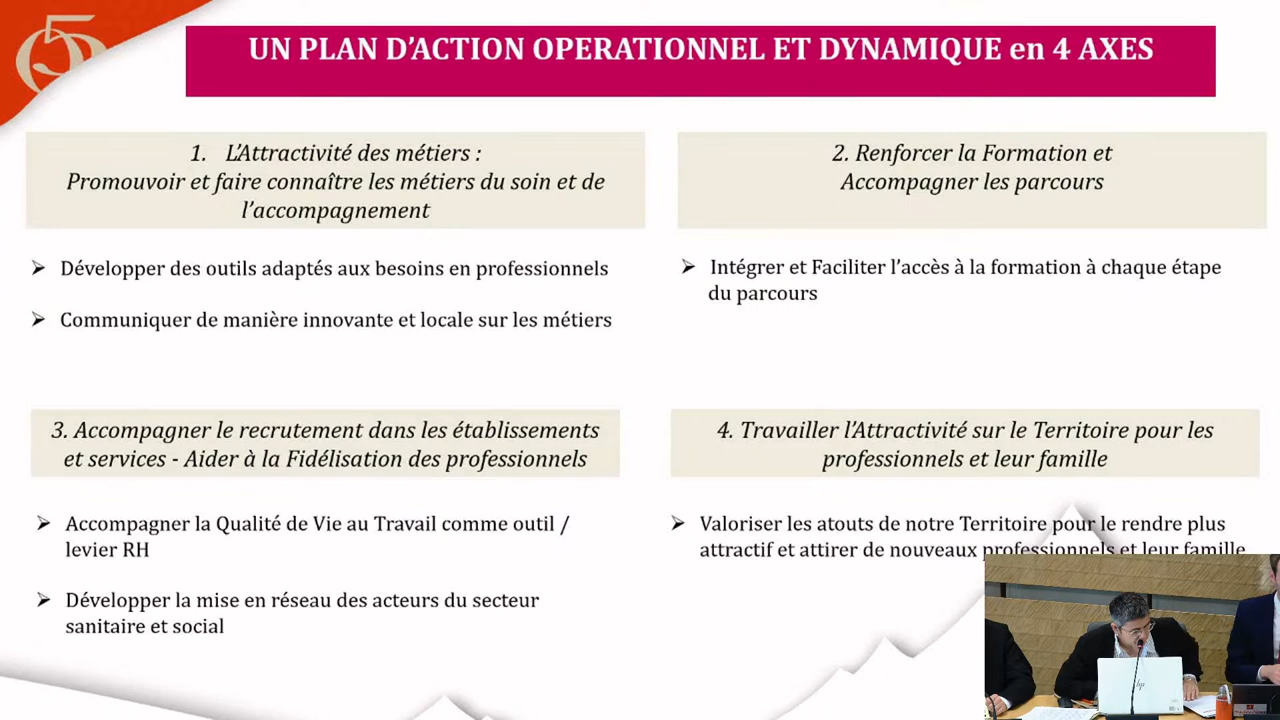 05
UN PLAN D'ACTION OPERATIONNEL ET DYNAMIQUE en 4 AXES
1. L'Attractivité des métiers :
Promouvoir et faire connaître les métiers du soin et de
l'accompagnement
➢ Développer des outils adaptés aux besoins en professionnels
➢ Communiquer de manière innovante et locale sur les métiers
2. Renforcer la Formation et
Accompagner les parcours
➢ Intégrer et Faciliter l'accès à la formation à chaque étape
du parcours
3. Accompagner le recrutement dans les établissements
et services - Aider à la Fidélisation des professionnels
➢ Accompagner la Qualité de Vie au Travail comme outil /
levier RH
➢ Développer la mise en réseau des acteurs du secteur
sanitaire et social
4. Travailler l'Attractivité sur le Territoire pour les
professionnels et leur famille
➢ Valoriser les atouts de notre Territoire pour le rendre plus
attractif et attirer de nouveaux professionnels et leur famille
hp